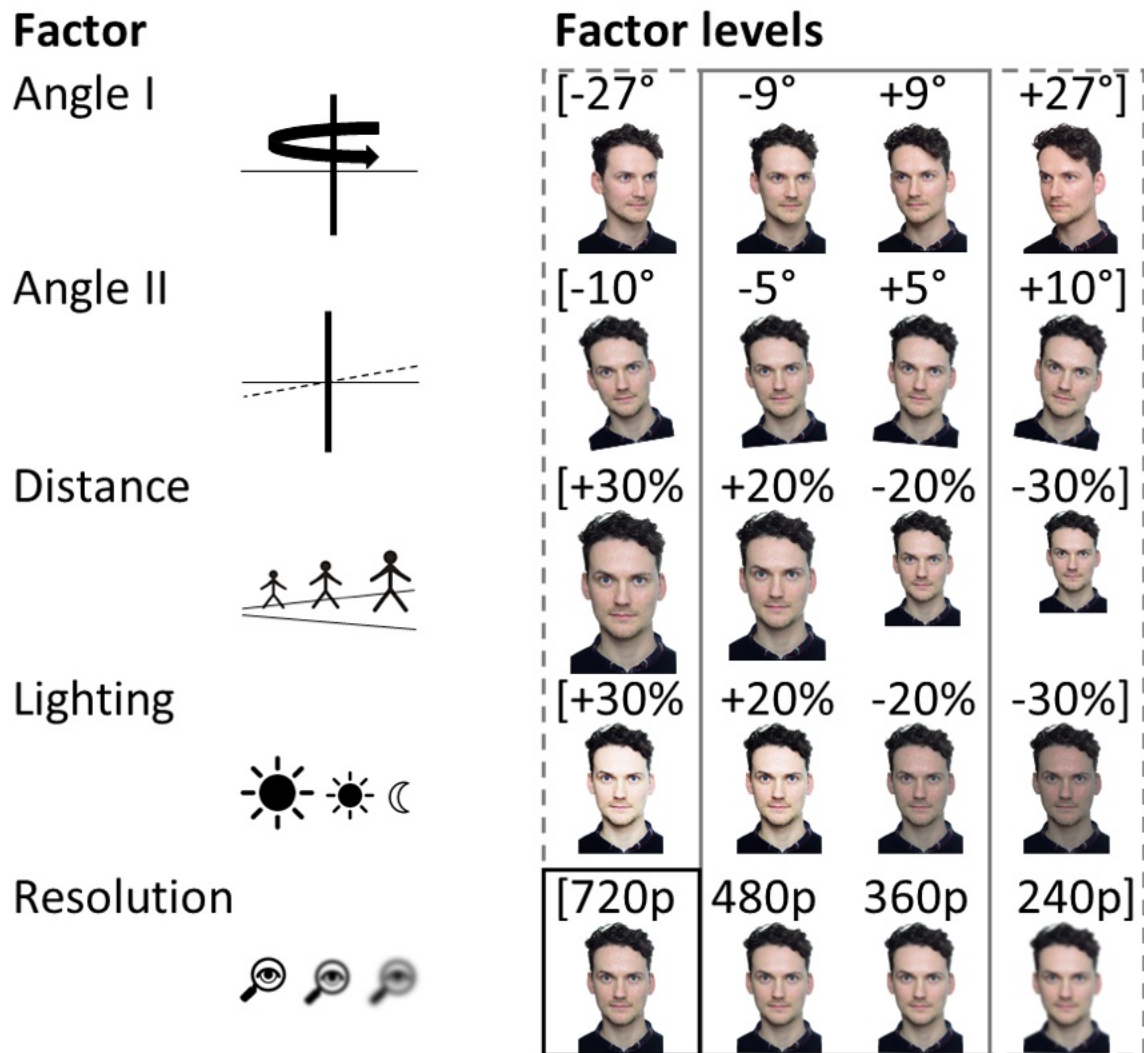 Factor Factor levels
Angle I [-27° -9° +9° +27°]
Angle II [-10° -5° +5° +10°]
Distance [+30% +20% -20% -30%]
Lighting [+30% +20% -20% -30%]
Resolution [720p 480p 360p 240p]